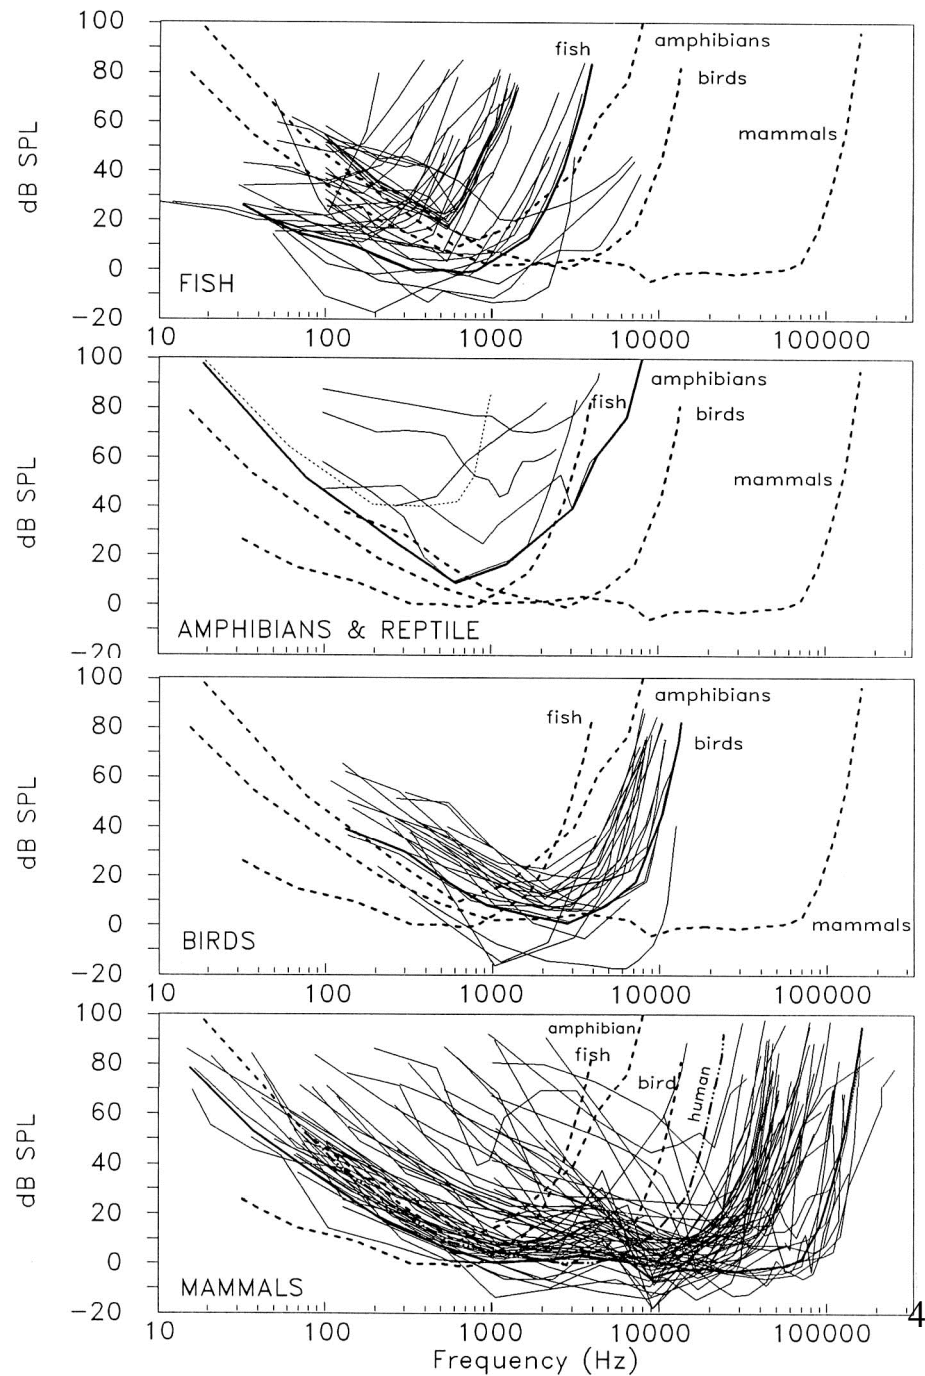 100
80
60
40
20
0
-20
dB SPL
fish
amphibians
birds
mammals
FISH
10 100 1000 10000 100000
100
80
60
40
20
0
-20
dB SPL
amphibians
fish
birds
mammals
AMPHIBIANS & REPTILE
100
80
60
40
20
0
-20
dB SPL
amphibians
fish
birds
mammals
BIRDS
10 100 1000 10000 100000
100
80
60
40
20
0
-20
dB SPL
amphibian
fish
bird
human
MAMMALS
4
10 100 1000 10000 100000
Frequency (Hz)